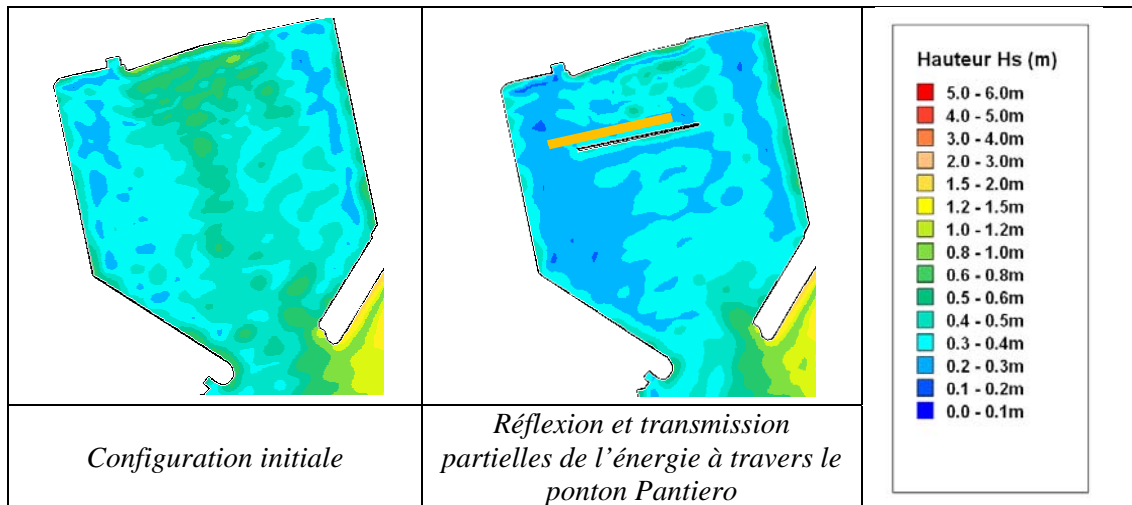 Hauteur Hs (m)
5.0 - 6.0m
4.0 - 5.0m
3.0 - 4.0m
2.0 - 3.0m
1.5 - 2.0m
1.2 - 1.5m
1.0 - 1.2m
0.8 - 1.0m
0.6 - 0.8m
0.5 - 0.6m
0.4 - 0.5m
0.3 - 0.4m
0.2 - 0.3m
0.1 - 0.2m
0.0 - 0.1m
Configuration initiale
Réflexion et transmission
partielles de l’énergie à travers le
ponton Pantiero